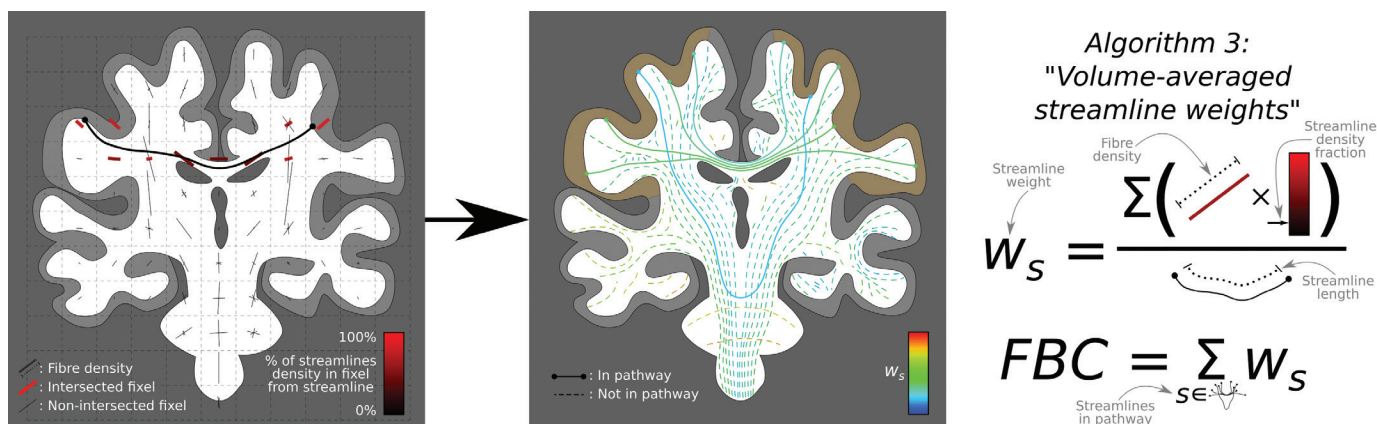 100%
% of streamlines
density in fixel
from streamline
0%
: Fibre density
: Intersected fixel
: Non-intersected fixel
: In pathway
: Not in pathway
ws
Algorithm 3:
"Volume-averaged
streamline weights"
Streamline
density
fraction
Fibre
density
Streamline
weight
ws = Σ( × )
Streamline
length
FBC = Σ ws
s∈
Streamlines
in pathway